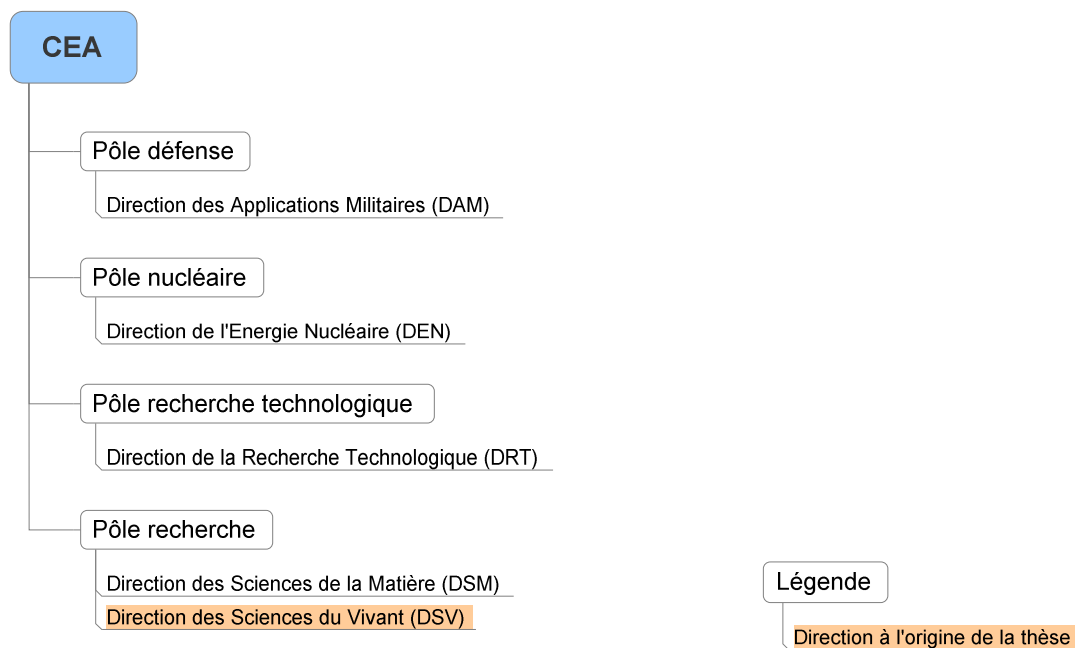 CEA
Pôle défense
Direction des Applications Militaires (DAM)
Pôle nucléaire
Direction de l'Energie Nucléaire (DEN)
Pôle recherche technologique
Direction de la Recherche Technologique (DRT)
Pôle recherche
Direction des Sciences de la Matière (DSM)
Direction des Sciences du Vivant (DSV)
Légende
Direction à l'origine de la thèse